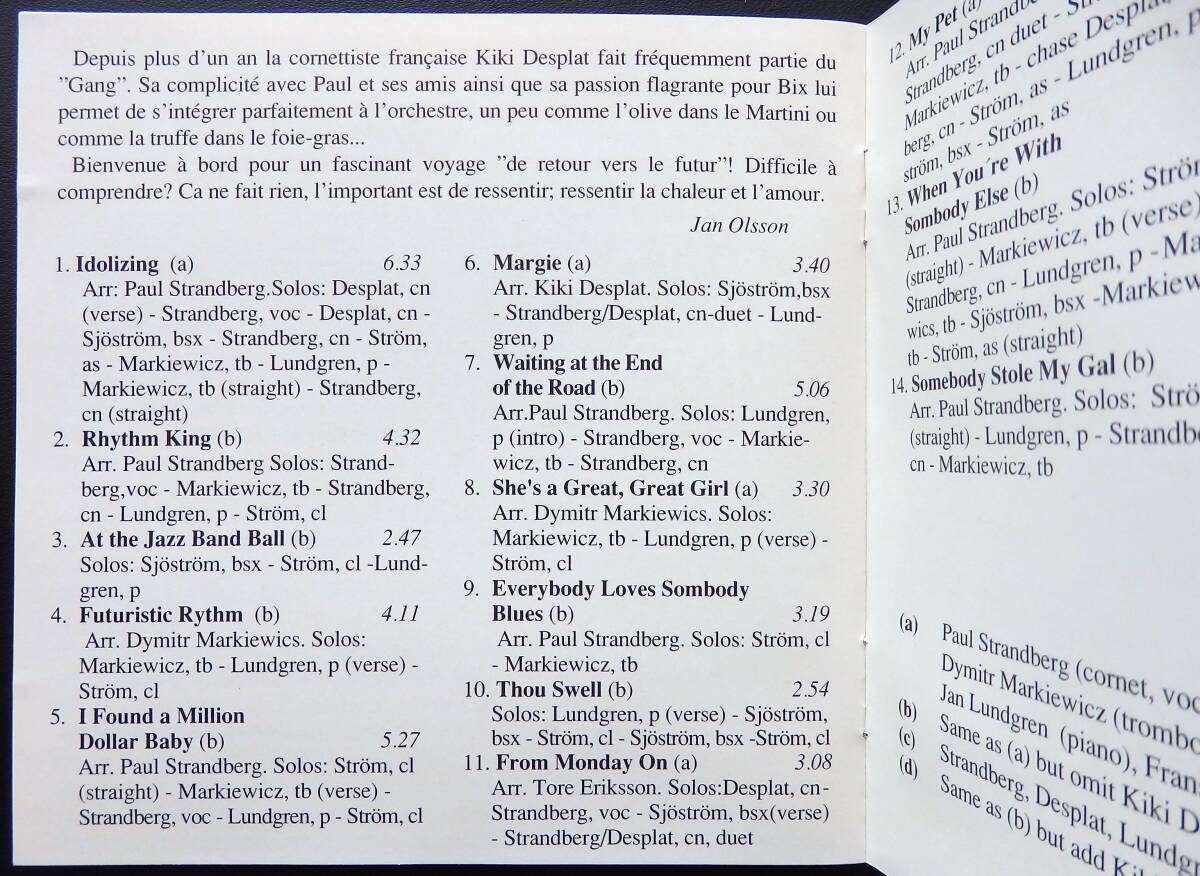 Depuis plus d'un an la cornettiste française Kiki Desplat fait fréquemment partie du
"Gang". Sa complicité avec Paul et ses amis ainsi que sa passion flagrante pour Bix lui
permet de s'intégrer parfaitement à l'orchestre, un peu comme l'olive dans le Martini ou
comme la truffe dans le foie-gras...
Bienvenue à bord pour un fascinant voyage "de retour vers le futur"! Difficile à
comprendre? Ca ne fait rien, l'important est de ressentir; ressentir la chaleur et l'amour.
Jan Olsson
1. Idolizing (a) 6.33
Arr: Paul Strandberg.Solos: Desplat, cn
(verse) - Strandberg, voc - Desplat, cn -
Sjöström, bsx - Strandberg, cn - Ström,
as - Markiewicz, tb - Lundgren, p -
Markiewicz, tb (straight) - Strandberg,
cn (straight)
2. Rhythm King (b) 4.32
Arr. Paul Strandberg Solos: Strand-
berg,voc - Markiewicz, tb - Strandberg,
cn - Lundgren, p - Ström, cl
3. At the Jazz Band Ball (b) 2.47
Solos: Sjöström, bsx - Ström, cl -Lund-
gren, p
4. Futuristic Rythm (b) 4.11
Arr. Dymitr Markiewics. Solos:
Markiewicz, tb - Lundgren, p (verse) -
Ström, cl
5. I Found a Million
Dollar Baby (b) 5.27
Arr. Paul Strandberg. Solos: Ström, cl
(straight) - Markiewicz, tb (verse) -
Strandberg, voc - Lundgren, p - Ström, cl
6. Margie (a) 3.40
Arr. Kiki Desplat. Solos: Sjöström,bsx
- Strandberg/Desplat, cn-duet - Lund-
gren, p
7. Waiting at the End
of the Road (b) 5.06
Arr.Paul Strandberg. Solos: Lundgren,
p (intro) - Strandberg, voc - Markie-
wicz, tb - Strandberg, cn
8. She's a Great, Great Girl (a) 3.30
Arr. Dymitr Markiewics. Solos:
Markiewicz, tb - Lundgren, p (verse) -
Ström, cl
9. Everybody Loves Sombody
Blues (b) 3.19
Arr. Paul Strandberg. Solos: Ström, cl
- Markiewicz, tb
10. Thou Swell (b) 2.54
Solos: Lundgren, p (verse) - Sjöström,
bsx - Ström, cl - Sjöström, bsx -Ström, cl
11. From Monday On (a) 3.08
Arr. Tore Eriksson. Solos:Desplat, cn-
Strandberg, voc - Sjöström, bsx(verse)
- Strandberg/Desplat, cn, duet
12. My Pet (a)
Arr. Paul Strandberg
Strandberg, cn duet -
Markiewicz, tb - chase
berg, cn - Ström, as - Lundgren, p
ström, bsx - Ström, as
13. When You´re With
Sombody Else (b)
Arr. Paul Strandberg. Solos:
(straight) - Markiewicz, tb (verse)
Strandberg, cn - Lundgren, p -
wics, tb - Sjöström, bsx -Markiew
tb - Ström, as (straight)
14. Somebody Stole My Gal (b)
Arr. Paul Strandberg. Solos: Strö
(straight) - Lundgren, p - Strandb
cn - Markiewicz, tb
(a) Paul Strandberg (cornet, voc
Dymitr Markiewicz (trombo
Jan Lundgren (piano), Fran
(b) Same as (a) but omit Kiki D
(c) Strandberg, Desplat, Lundg
(d) Same as (b) but add Ki